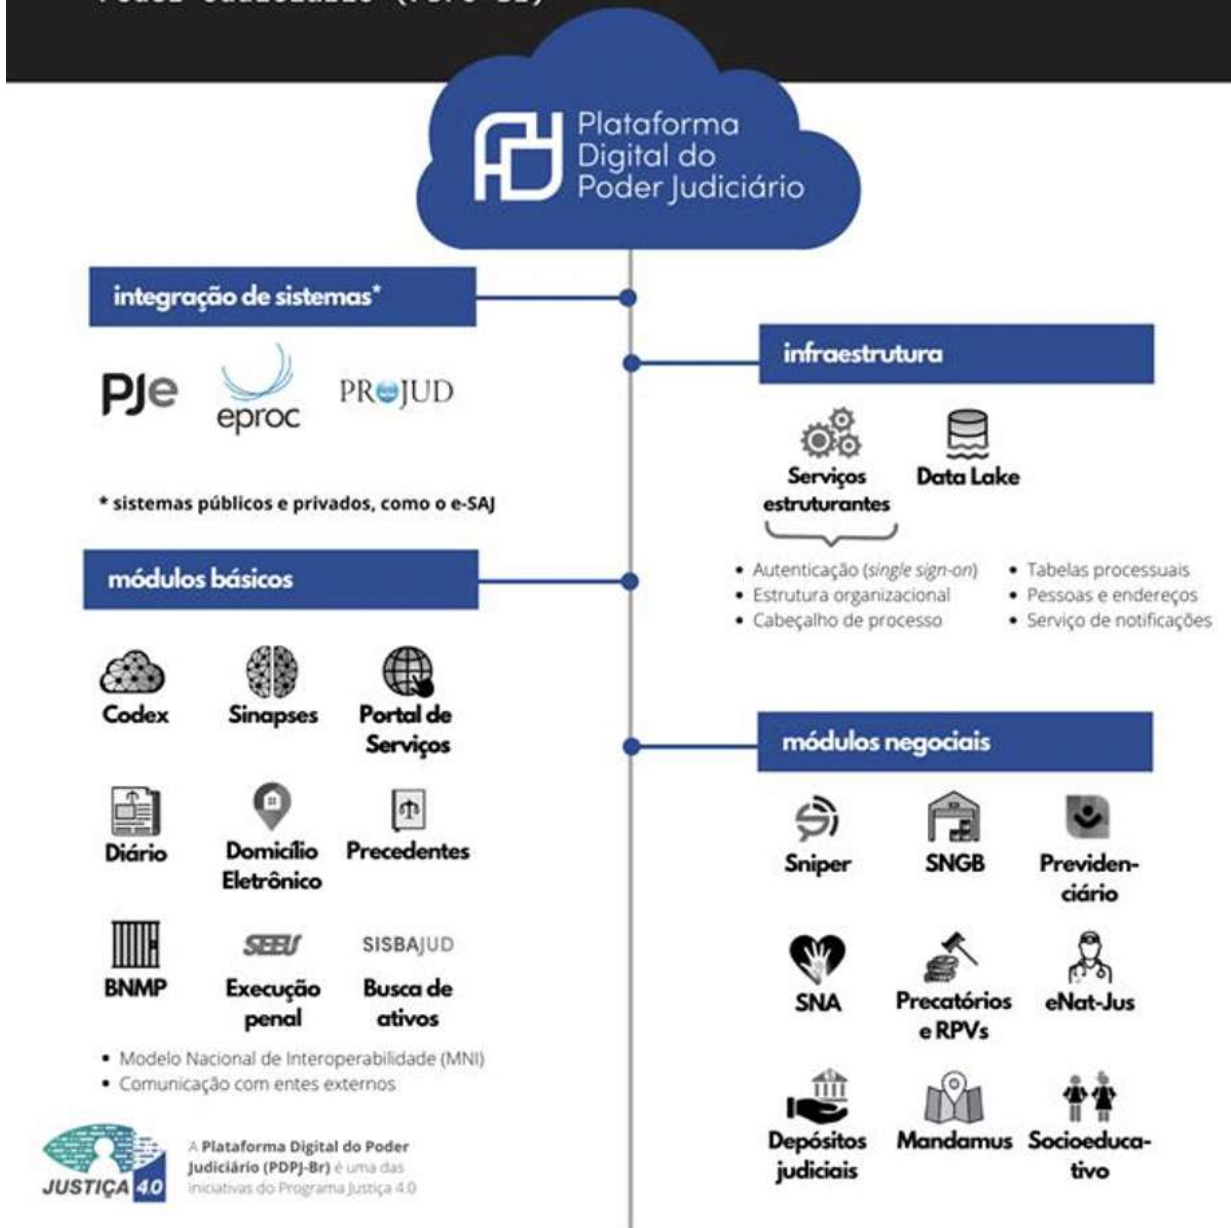 Plataforma
Digital do
Poder Judiciário
integração de sistemas*
PJe
eproc
PROJUD
* sistemas públicos e privados, como o e-SAJ
infraestrutura
Serviços
estruturantes
Data Lake
• Autenticação (single sign-on)
• Estrutura organizacional
• Cabeçalho de processo
• Tabelas processuais
• Pessoas e endereços
• Serviço de notificações
módulos básicos
Codex
Sinapses
Portal de
Serviços
Diário
Domicílio
Eletrônico
Precedentes
BNMP
SEEU
Execução
penal
SISBAJUD
Busca de
ativos
• Modelo Nacional de Interoperabilidade (MNI)
• Comunicação com entes externos
módulos negociais
Sniper
SNGB
Previden-
ciário
SNA
Precatórios
e RPVs
eNat-Jus
Depósitos
judiciais
Mandamus
Socioeduca-
tivo
JUSTIÇA 4.0
A Plataforma Digital do Poder
Judiciário (PDPJ-Br) é uma das
iniciativas do Programa Justiça 4.0